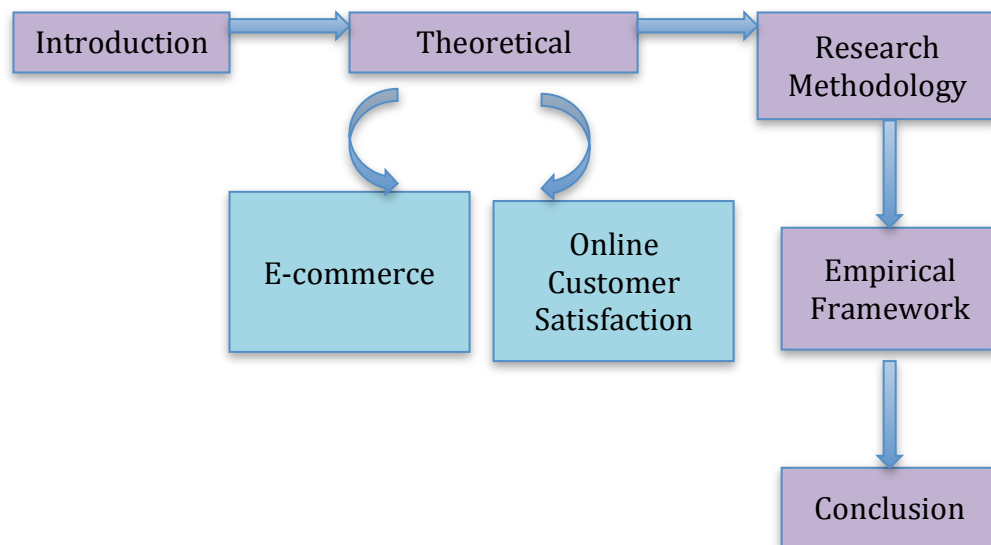 Introduction
Theoretical
Research
Methodology
E-commerce
Online
Customer
Satisfaction
Empirical
Framework
Conclusion